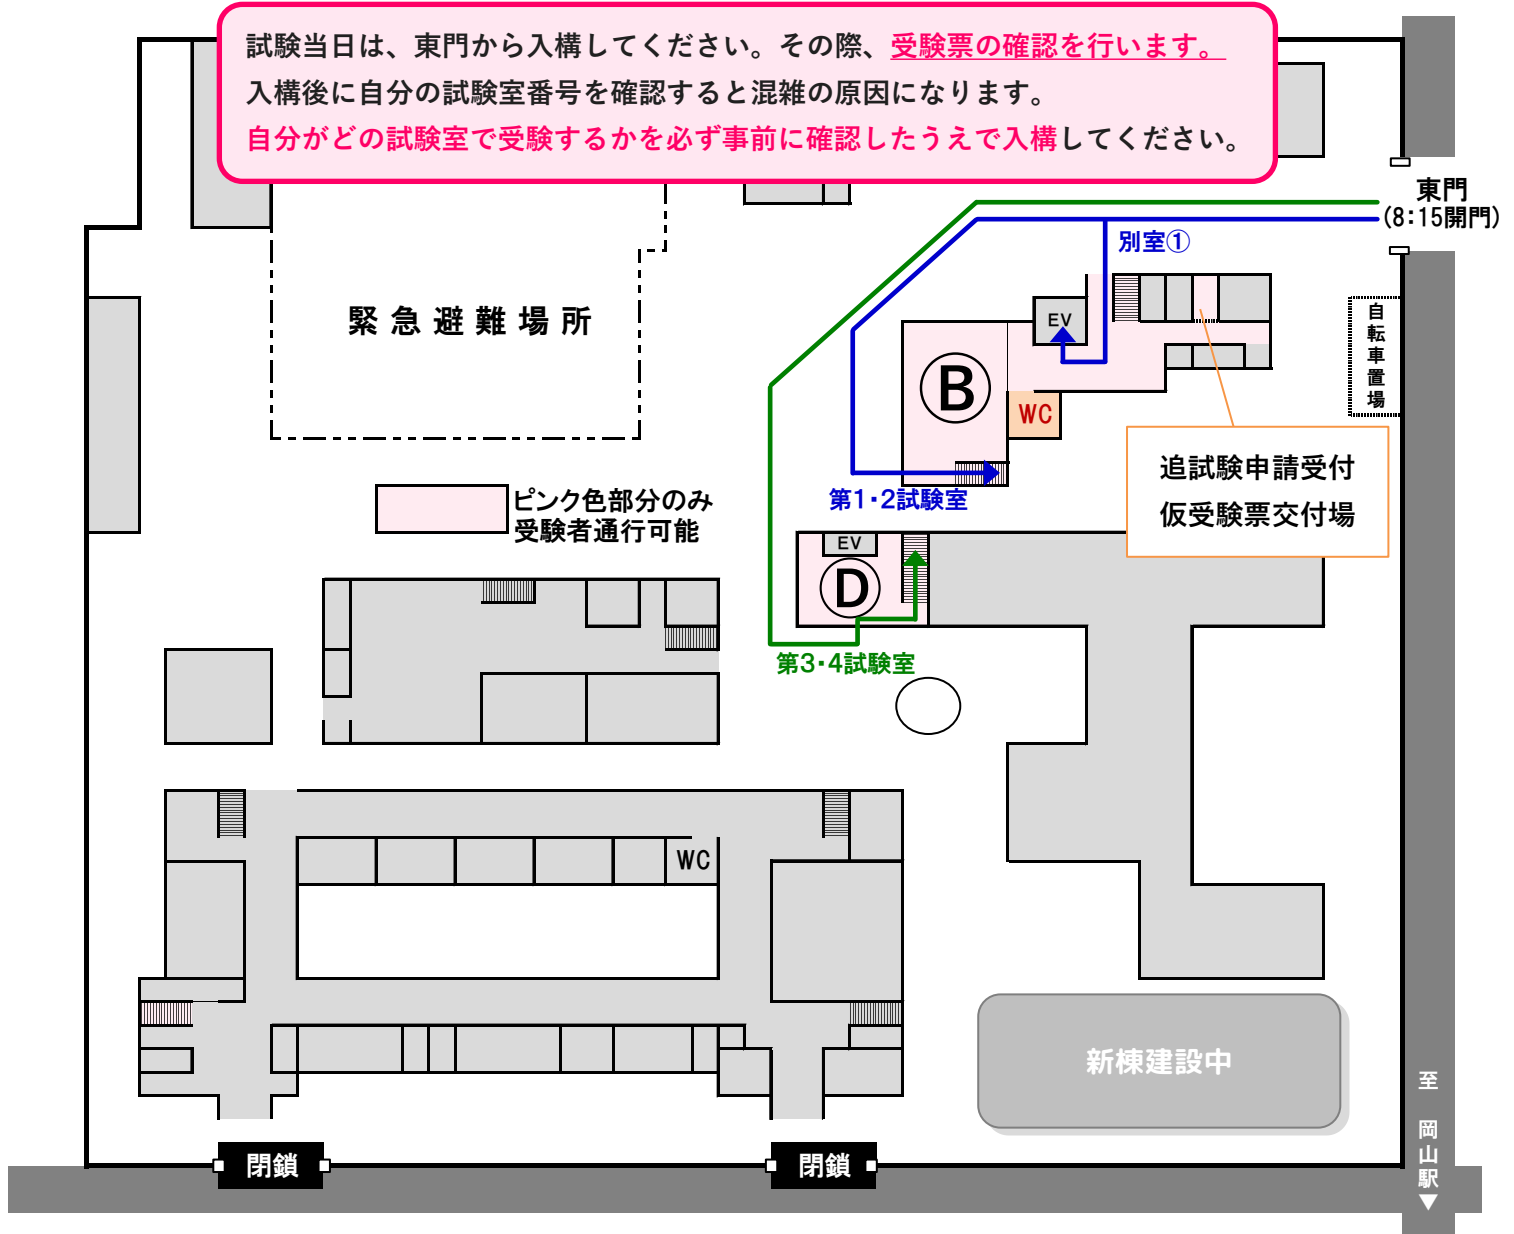 試験当日は、東門から入構してください。その際、受験票の確認を行います。
入構後に自分の試験室番号を確認すると混雑の原因になります。
自分がどの試験室で受験するかを必ず事前に確認したうえで入構してください。
東門
(8:15開門)
別室①
緊急避難場所
EV
自転車置場
B
WC
追試験申請受付
仮受験票交付場
第1・2試験室
ピンク色部分のみ
受験者通行可能
EV
D
第3・4試験室
WC
新棟建設中
至 岡山駅▼
閉鎖
閉鎖